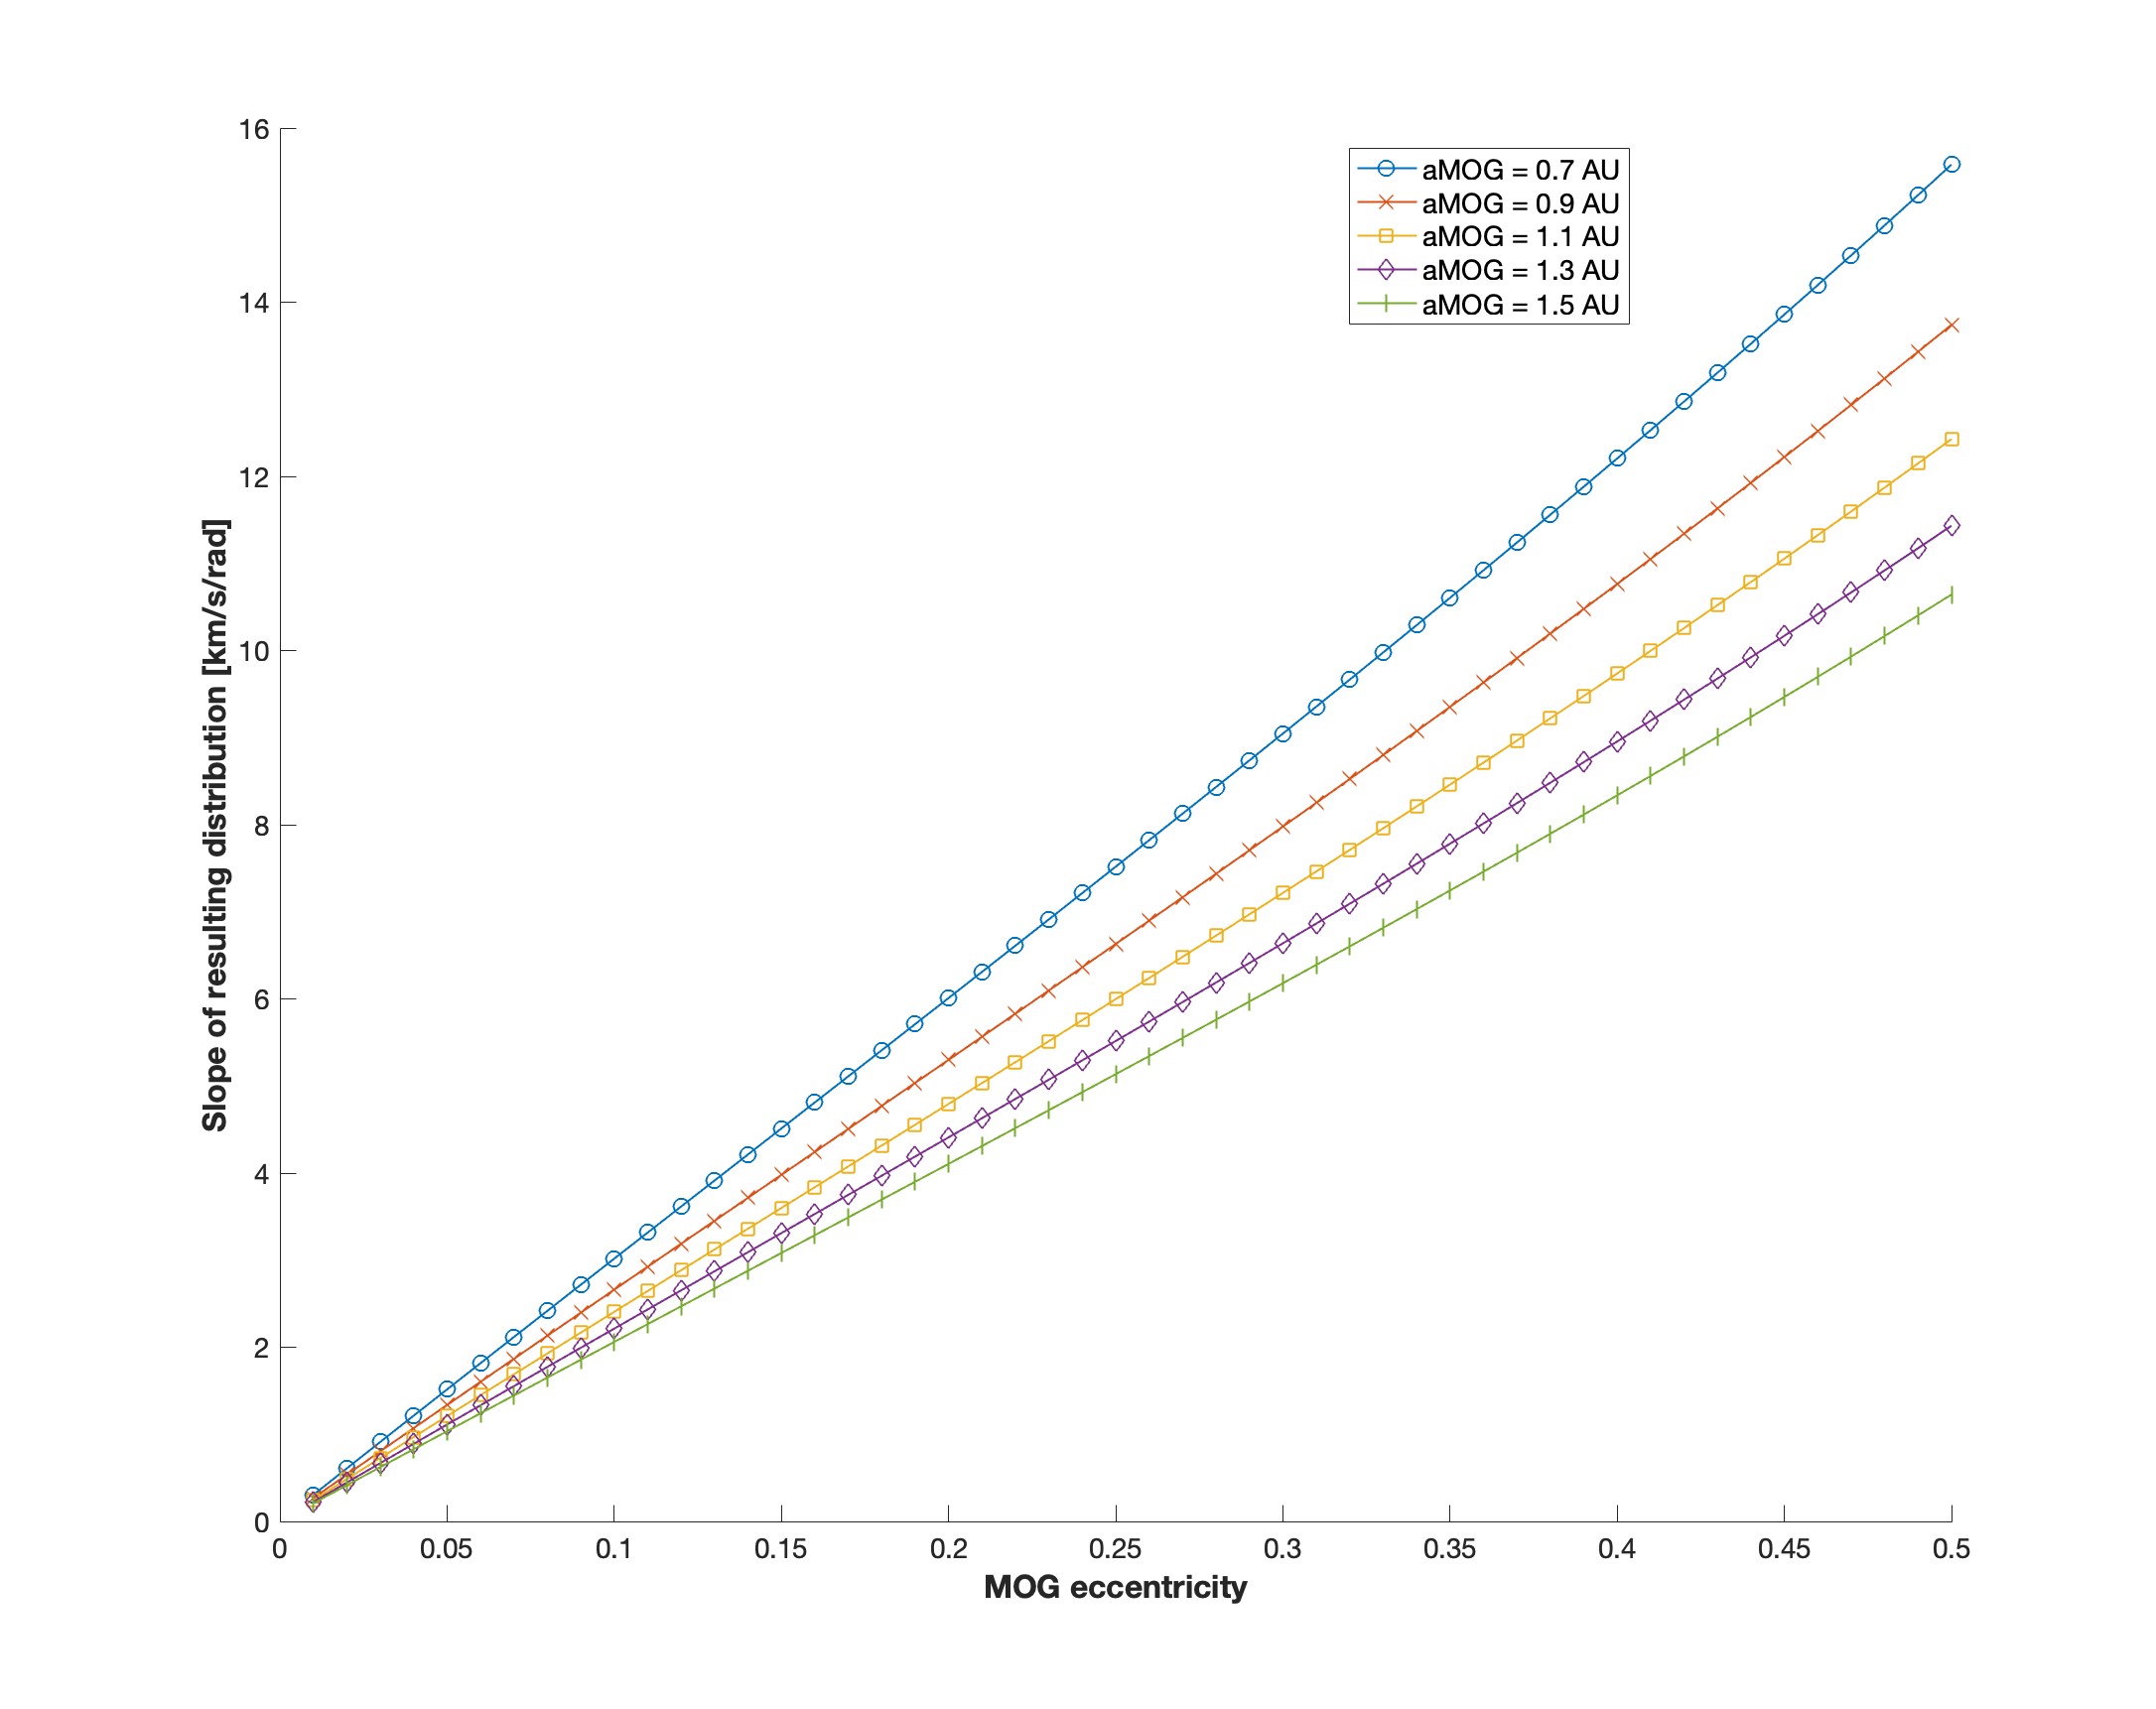 16
14
12
10
8
6
4
2
0
Slope of resulting distribution [km/s/rad]
aMOG = 0.7 AU
aMOG = 0.9 AU
aMOG = 1.1 AU
aMOG = 1.3 AU
aMOG = 1.5 AU
0 0.05 0.1 0.15 0.2 0.25 0.3 0.35 0.4 0.45 0.5
MOG eccentricity